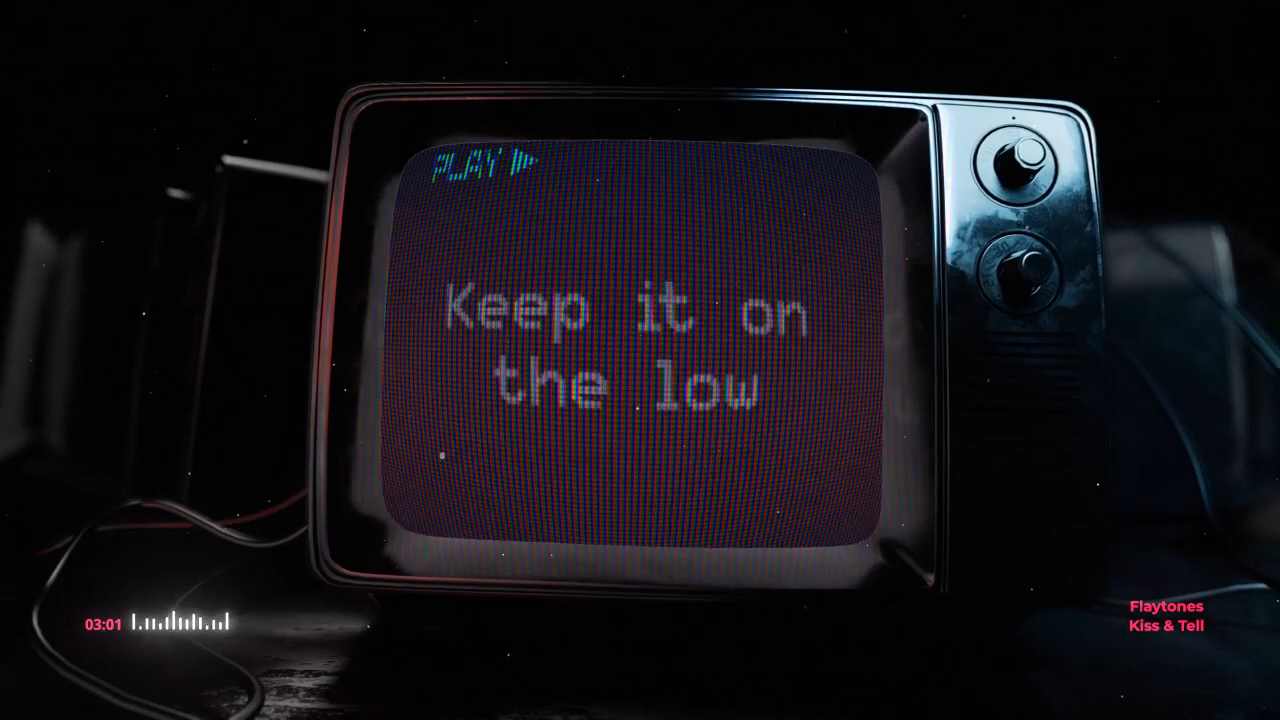 PLAY
Keep it on
the low
03:01
Flaytones
Kiss & Tell